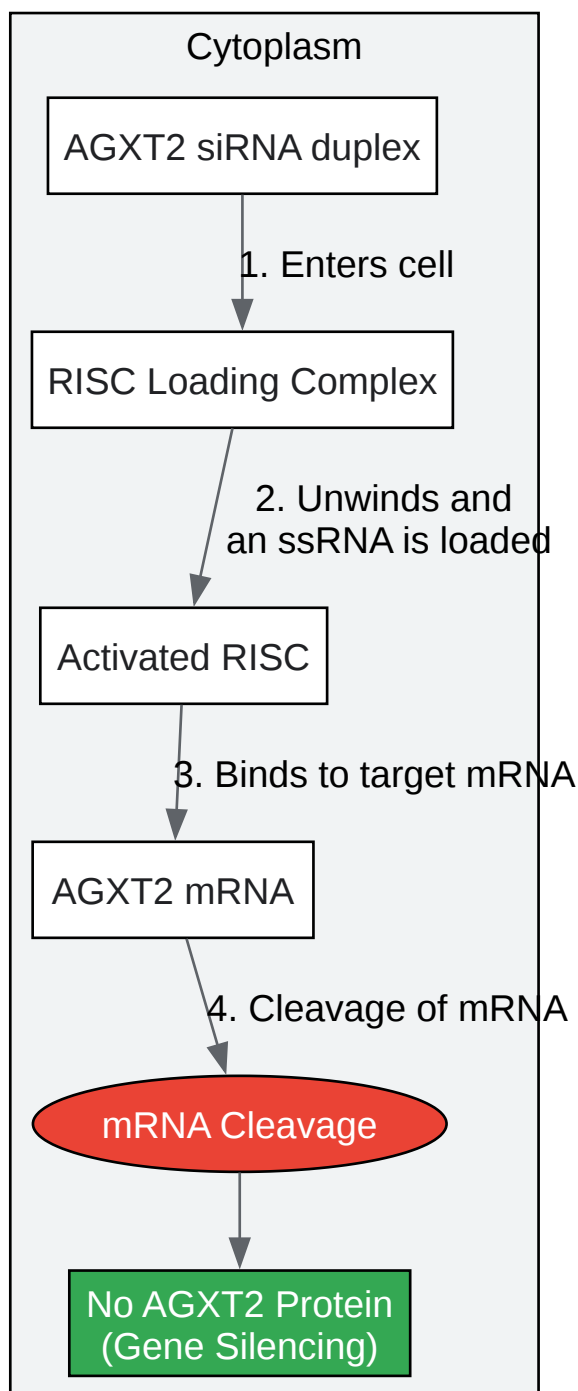 Cytoplasm
AGXT2 siRNA duplex
1. Enters cell
RISC Loading Complex
2. Unwinds and
an ssRNA is loaded
Activated RISC
3. Binds to target mRNA
AGXT2 mRNA
4. Cleavage of mRNA
mRNA Cleavage
No AGXT2 Protein
(Gene Silencing)